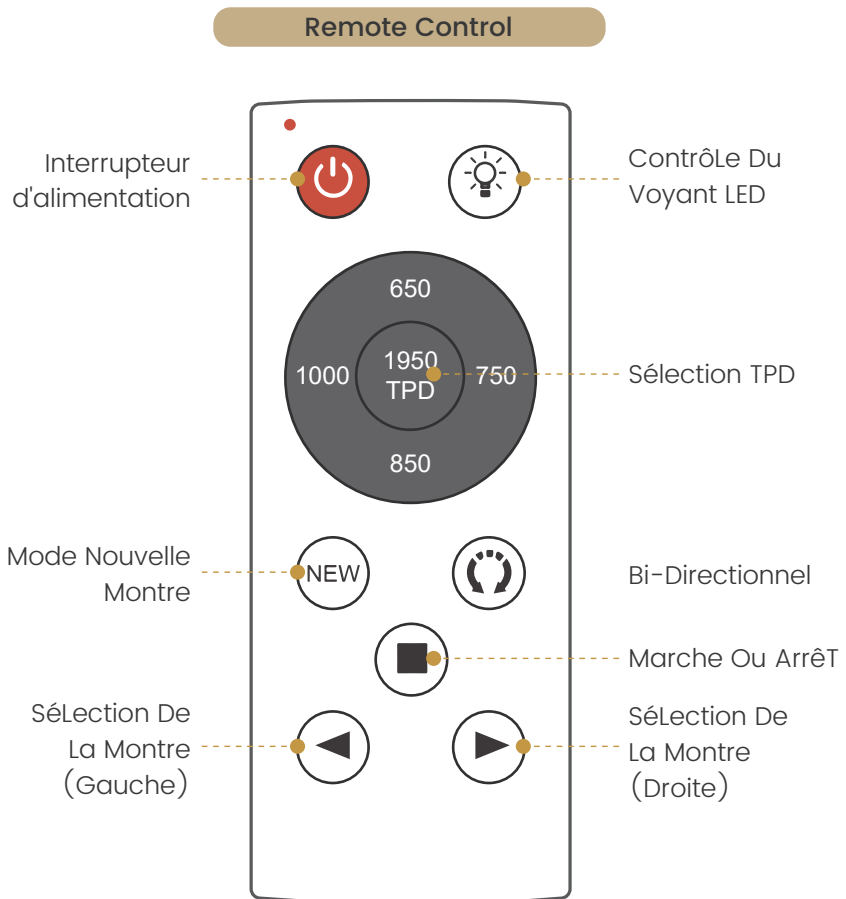 Remote Control
Interrupteur
d'alimentation
ContrôLe Du
Voyant LED
650
1000
1950
TPD
750
850
Sélection TPD
Mode Nouvelle
Montre
NEW
Bi-Directionnel
Marche Ou ArrêT
SéLection De
La Montre
(Gauche)
SéLection De
La Montre
(Droite)